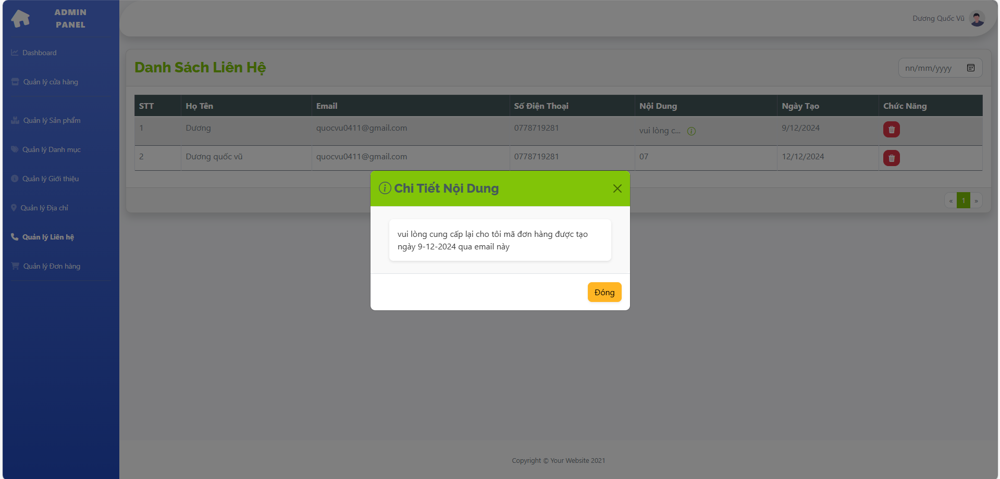 ADMIN
PANEL
Dương Quốc Vũ
Dashboard
Quản lý cửa hàng
Quản lý Sản phẩm
Quản lý Danh mục
Quản lý Giới thiệu
Quản lý Địa chỉ
Quản lý Liên hệ
Quản lý Đơn hàng
Danh Sách Liên Hệ
nn/mm/yyyy
STT Họ Tên Email Số Điện Thoại Nội Dung Ngày Tạo Chức Năng
1 Dương quocvu0411@gmail.com 0778719281 vui lòng c... 9/12/2024
2 Dương quốc vũ quocvu0411@gmail.com 0778719281 07 12/12/2024
« 1 »
Chi Tiết Nội Dung
vui lòng cung cấp lại cho tôi mã đơn hàng được tạo
ngày 9-12-2024 qua email này
Đóng
Copyright © Your Website 2021